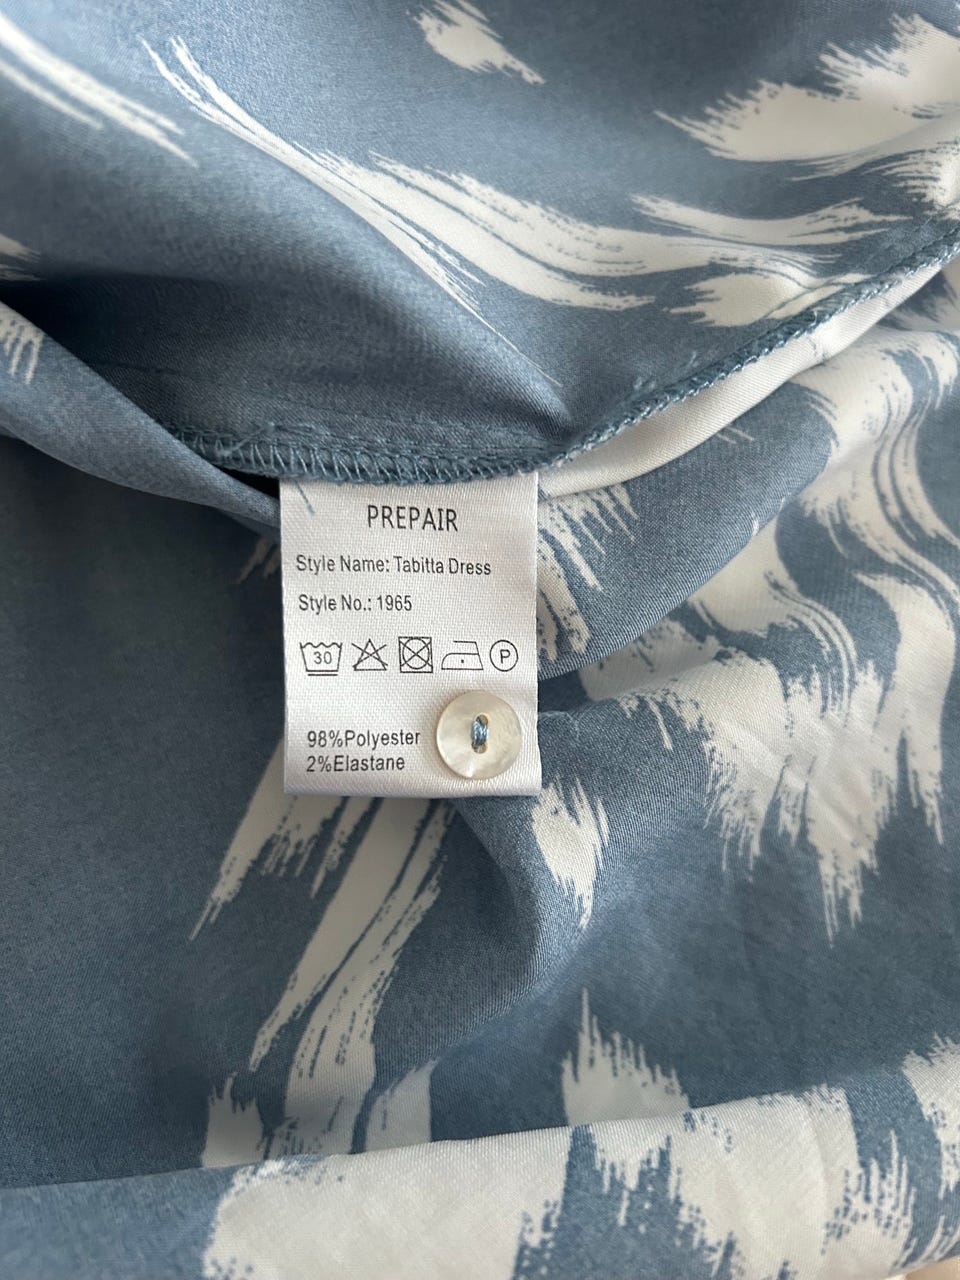 PREPAIR
Style Name: Tabitta Dress
Style No.: 1965
30 P
98%Polyester
2%Elastane